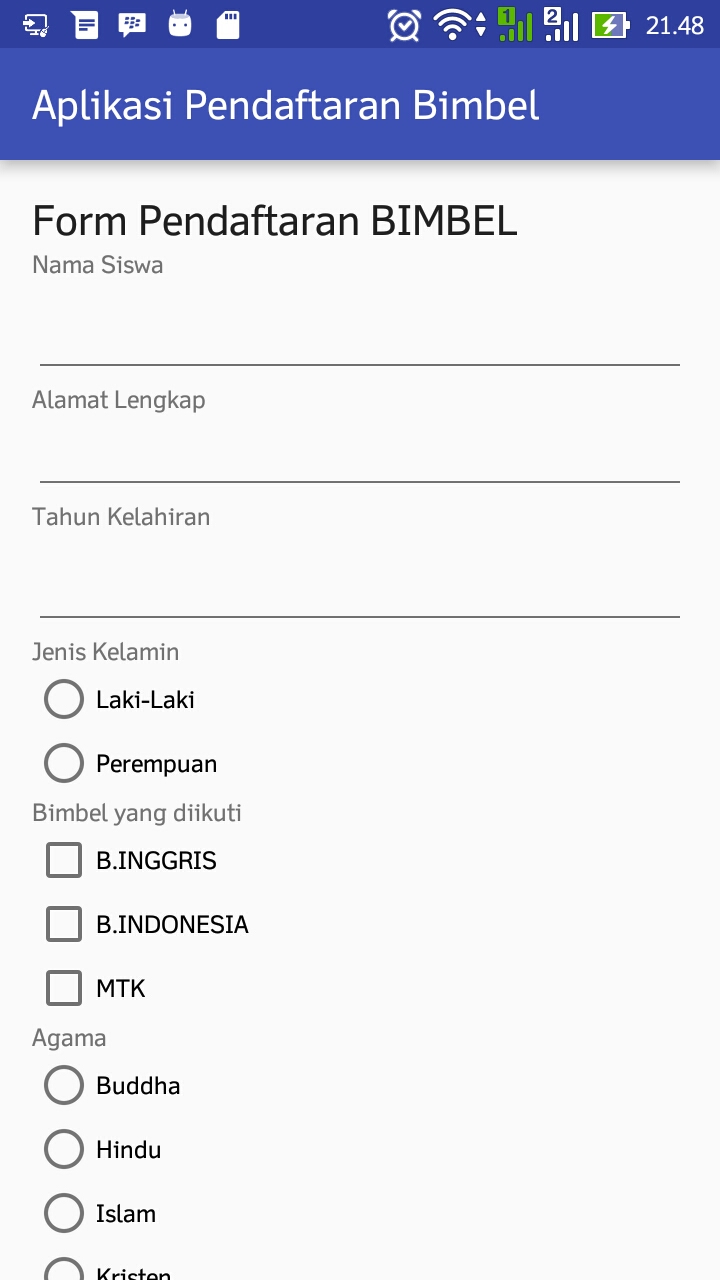 1 2 21.48
Aplikasi Pendaftaran Bimbel
Form Pendaftaran BIMBEL
Nama Siswa
Alamat Lengkap
Tahun Kelahiran
Jenis Kelamin
Laki-Laki
Perempuan
Bimbel yang diikuti
B.INGGRIS
B.INDONESIA
MTK
Agama
Buddha
Hindu
Islam
Kristen